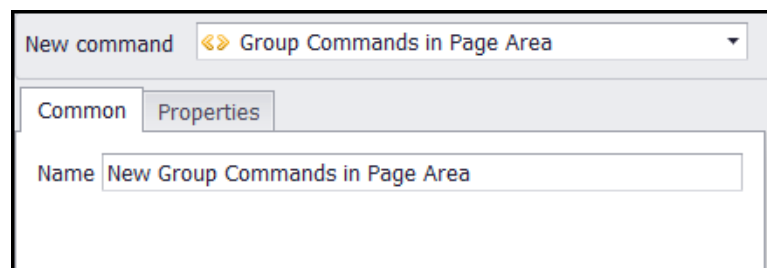 New command Group Commands in Page Area
Common Properties
Name New Group Commands in Page Area